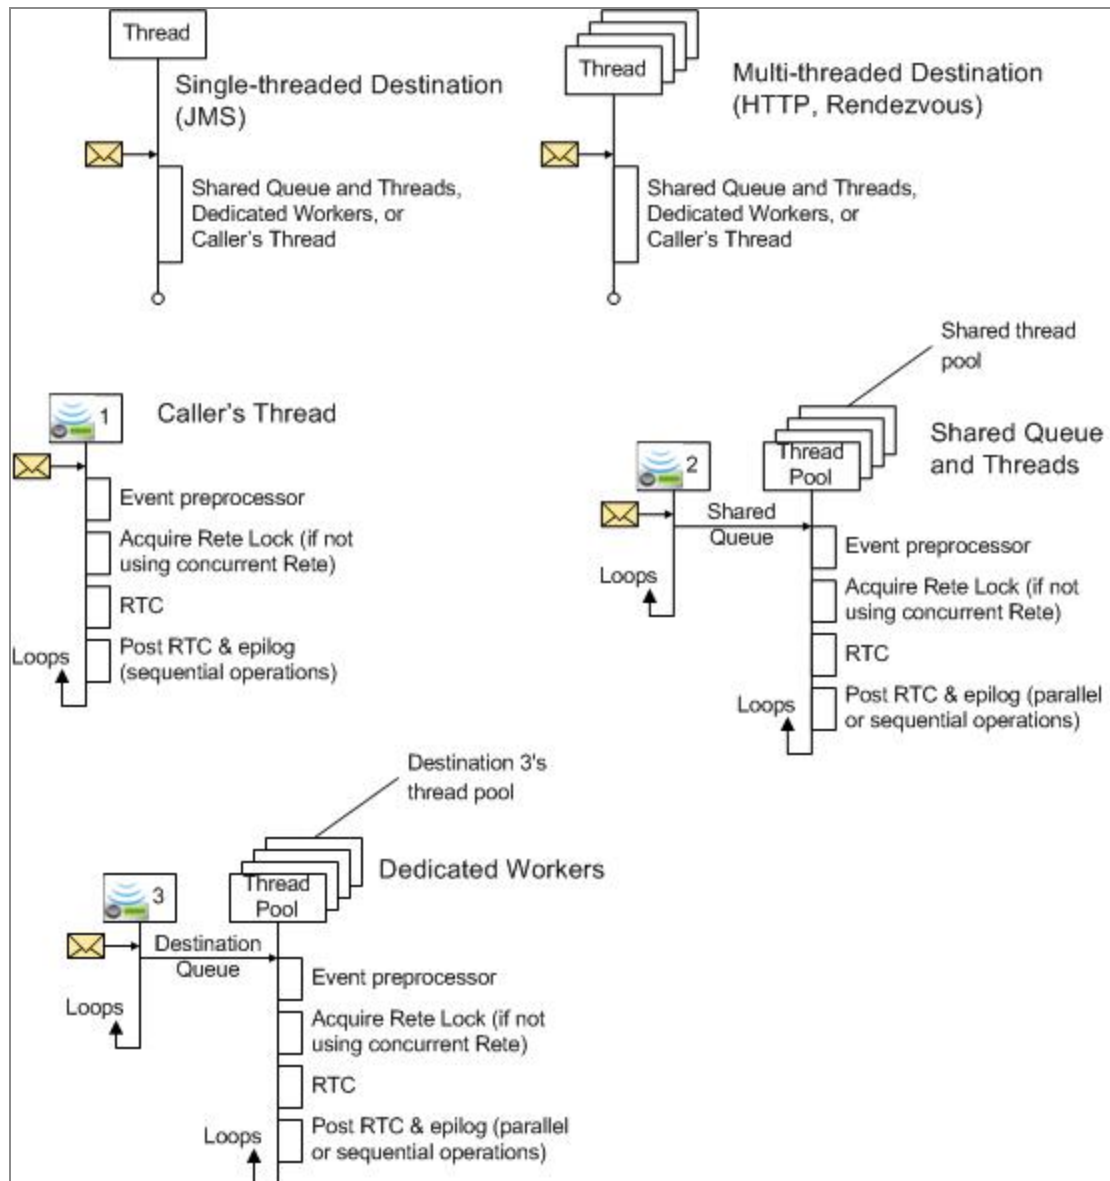 Thread
Single-threaded Destination
(JMS)
Shared Queue and Threads,
Dedicated Workers, or
Caller's Thread
Thread
Multi-threaded Destination
(HTTP, Rendezvous)
Shared Queue and Threads,
Dedicated Workers, or
Caller's Thread
1
Caller's Thread
Event preprocessor
Acquire Rete Lock (if not
using concurrent Rete)
RTC
Post RTC & epilog
(sequential operations)
Loops
Shared thread
pool
2
Thread
Pool
Shared Queue
and Threads
Shared
Queue
Loops
Event preprocessor
Acquire Rete Lock (if not
using concurrent Rete)
RTC
Post RTC & epilog (parallel
or sequential operations)
Loops
Destination 3's
thread pool
3
Thread
Pool
Dedicated Workers
Destination
Queue
Loops
Event preprocessor
Acquire Rete Lock (if not
using concurrent Rete)
RTC
Post RTC & epilog (parallel
or sequential operations)
Loops